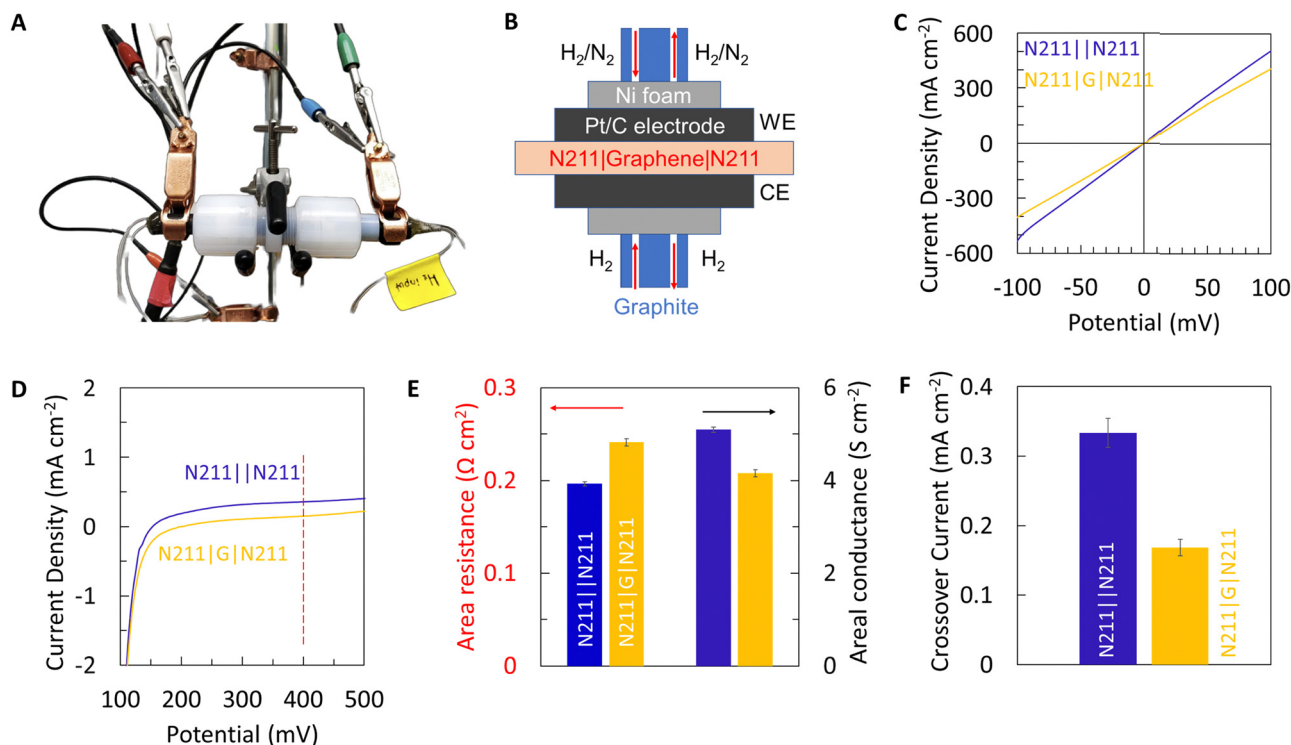 A
H₂ input
B
H₂/N₂
H₂/N₂
Ni foam
Pt/C electrode
WE
N211|Graphene|N211
CE
H₂
H₂
Graphite
C
Current Density (mA cm⁻²)
600
300
0
-300
-600
N211||N211
N211|G|N211
-100
-50
0
50
100
Potential (mV)
D
Current Density (mA cm⁻²)
2
1
0
-1
-2
N211||N211
N211|G|N211
100
200
300
400
500
Potential (mV)
E
Area resistance (Ω cm²)
0.3
0.2
0.1
0
N211||N211
N211|G|N211
6
4
2
0
Areal conductance (S cm⁻²)
F
Crossover Current (mA cm⁻²)
0.4
0.3
0.2
0.1
0
N211||N211
N211|G|N211